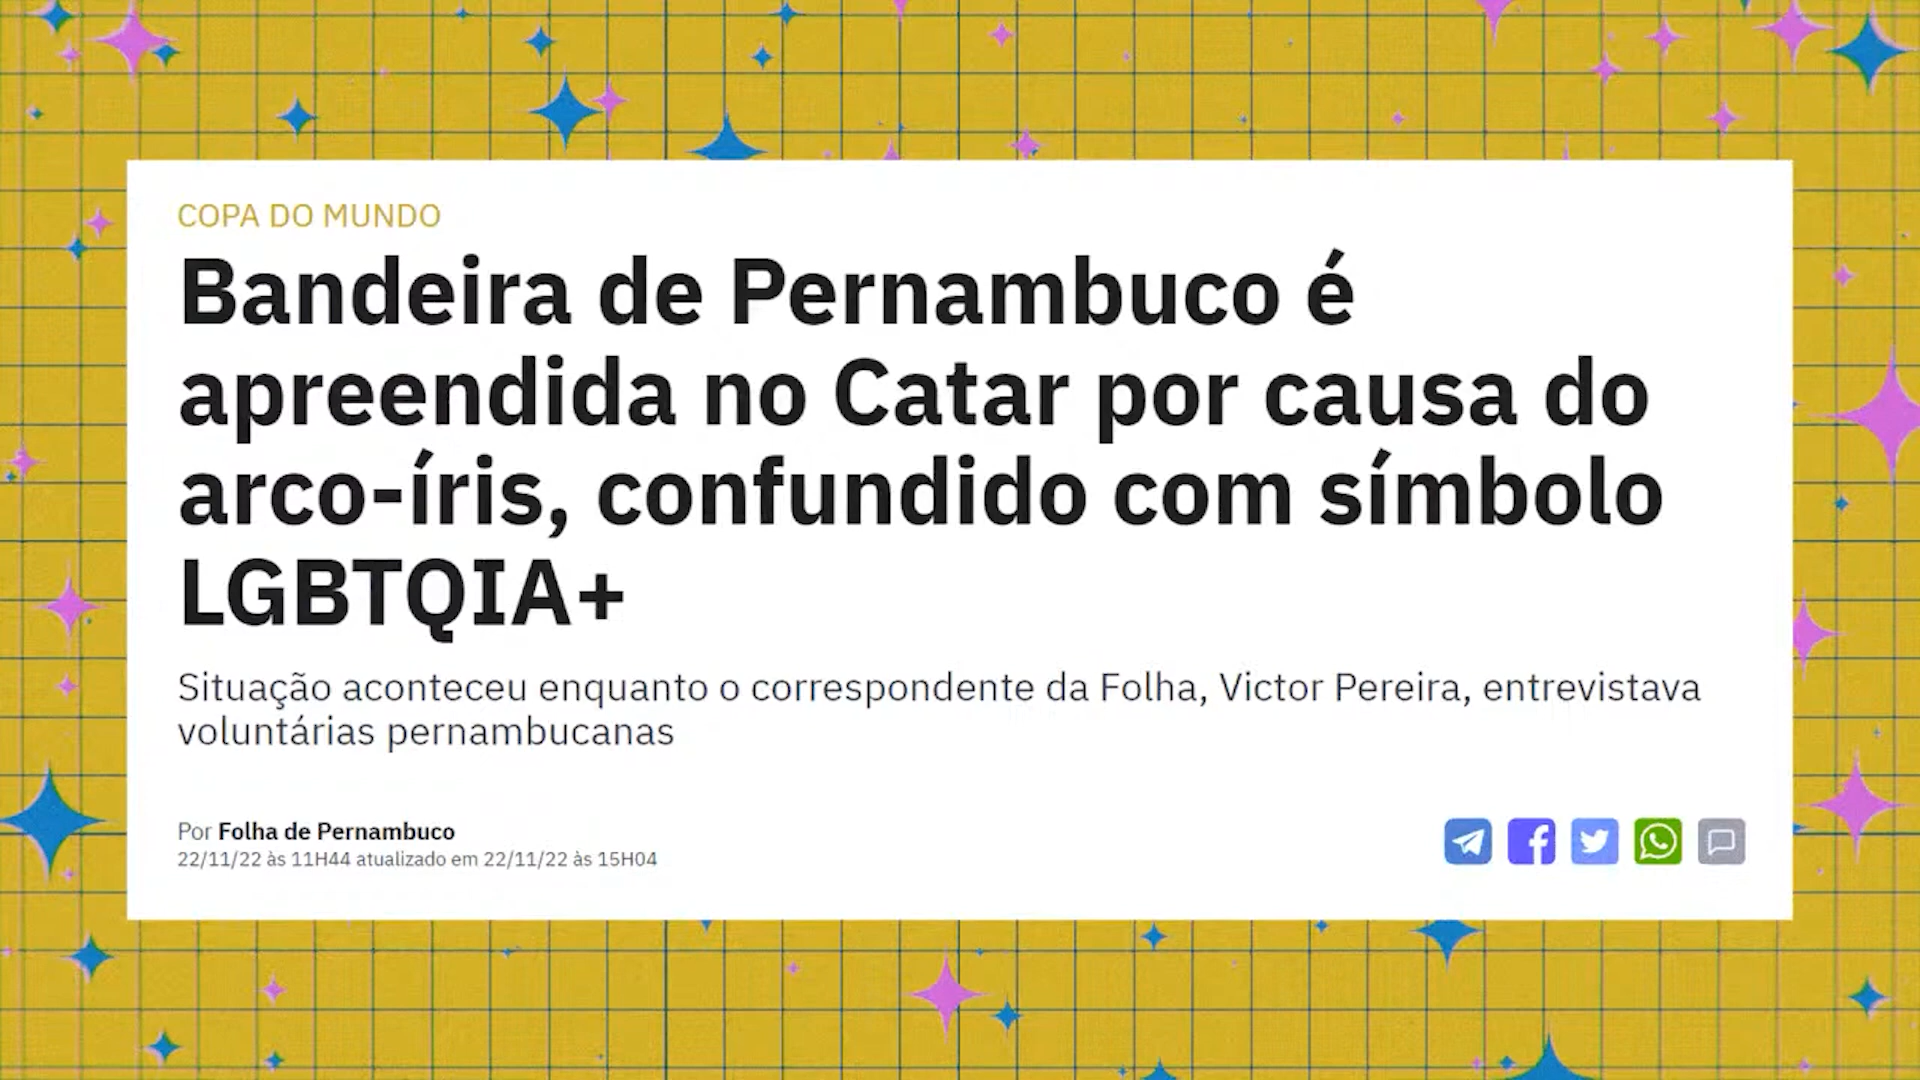 COPA DO MUNDO
Bandeira de Pernambuco é
apreendida no Catar por causa do
arco-íris, confundido com símbolo
LGBTQIA+
Situação aconteceu enquanto o correspondente da Folha, Victor Pereira, entrevistava
voluntárias pernambucanas
Por Folha de Pernambuco
22/11/22 às 11H44 atualizado em 22/11/22 às 15H04